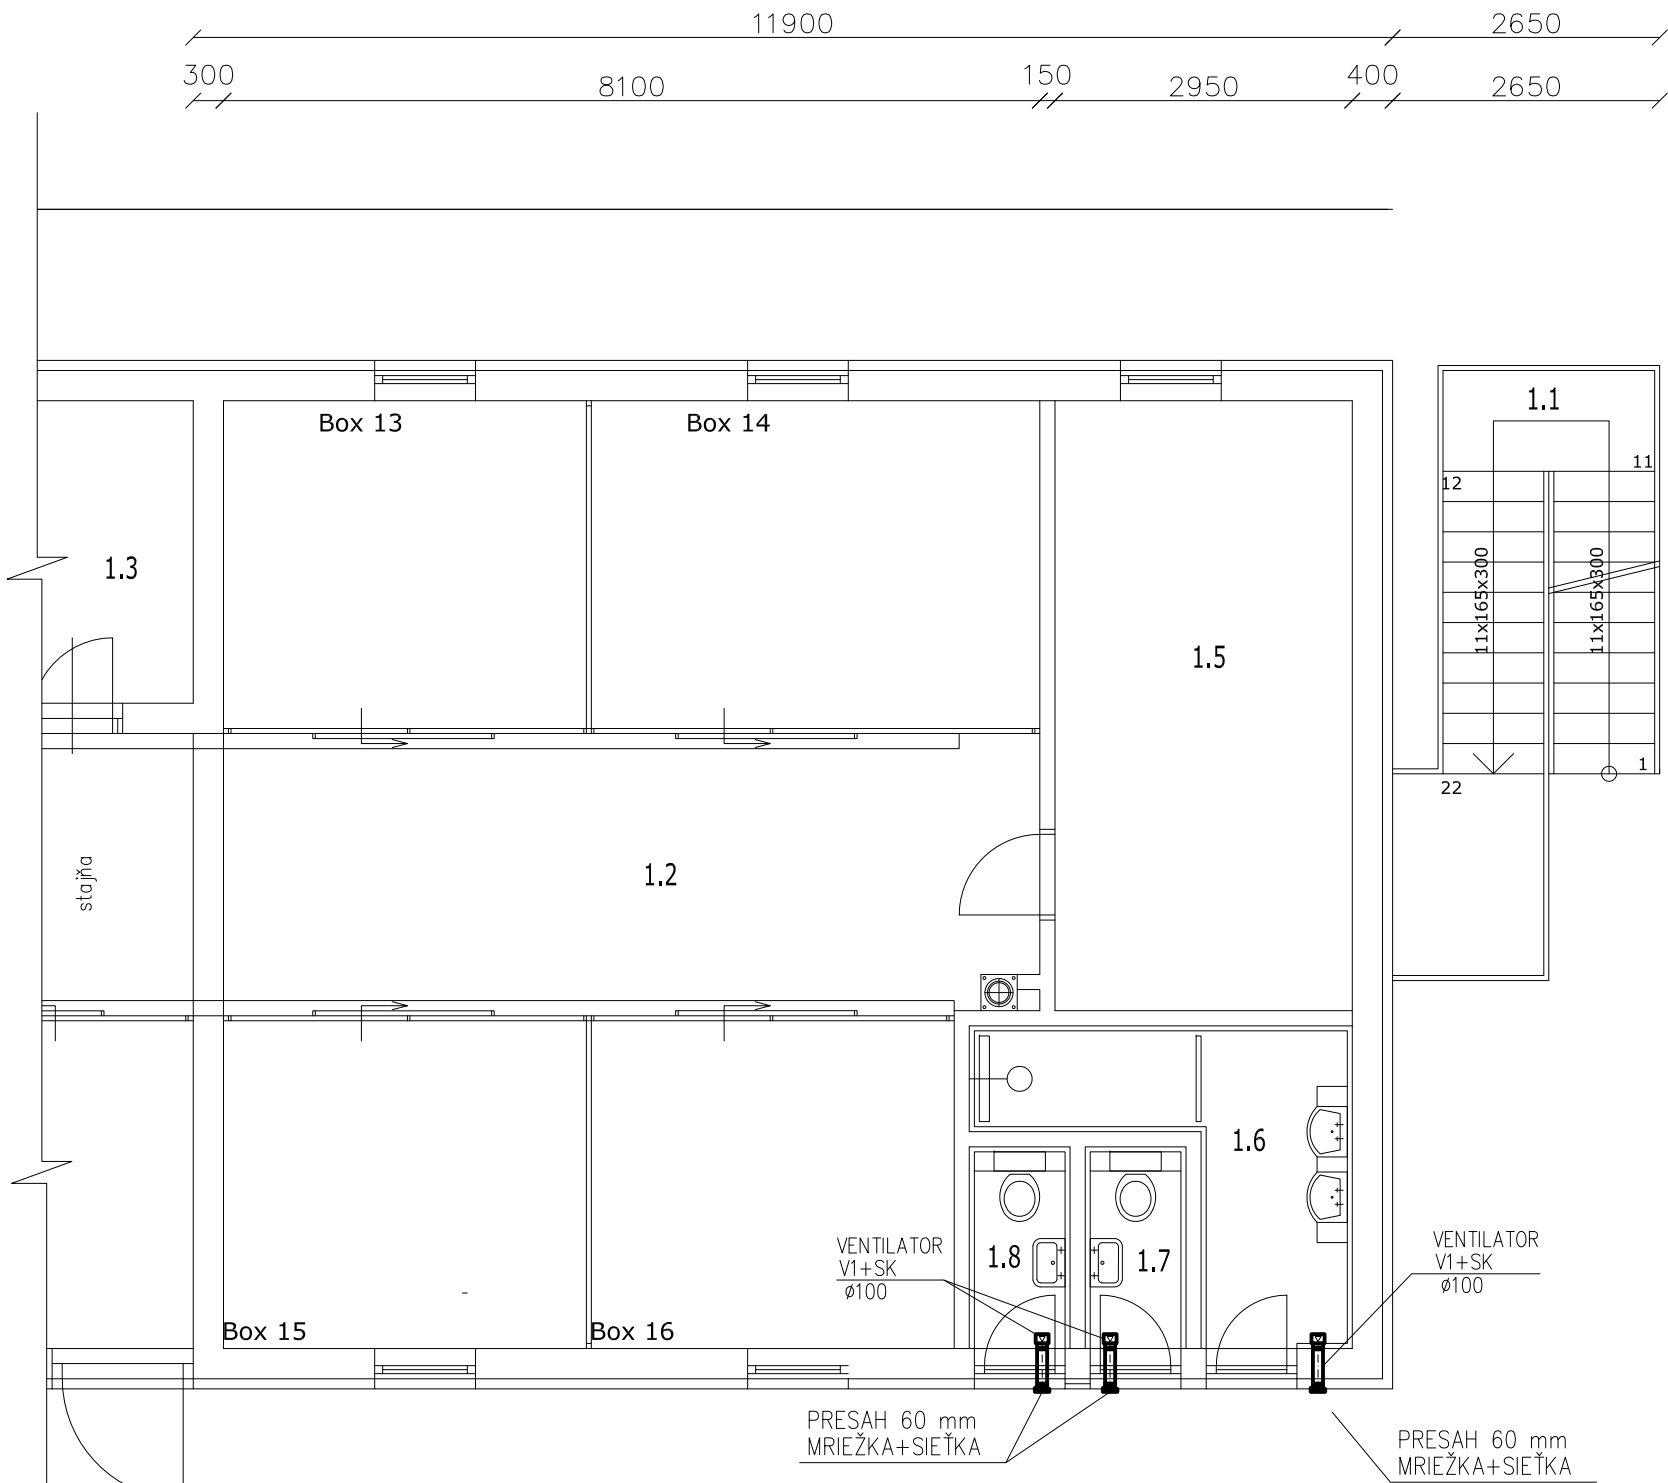 11900
2650
300
8100
150
2950
400
2650
Box 13
Box 14
1.1
11
12
11x165x300
11x165x300
1.3
1.5
1
22
stajňa
1.2
1.6
1.8
1.7
VENTILATOR
V1+SK
ø100
VENTILATOR
V1+SK
ø100
Box 15
Box 16
PRESAH 60 mm
MRIEŽKA+SIEŤKA
PRESAH 60 mm
MRIEŽKA+SIEŤKA